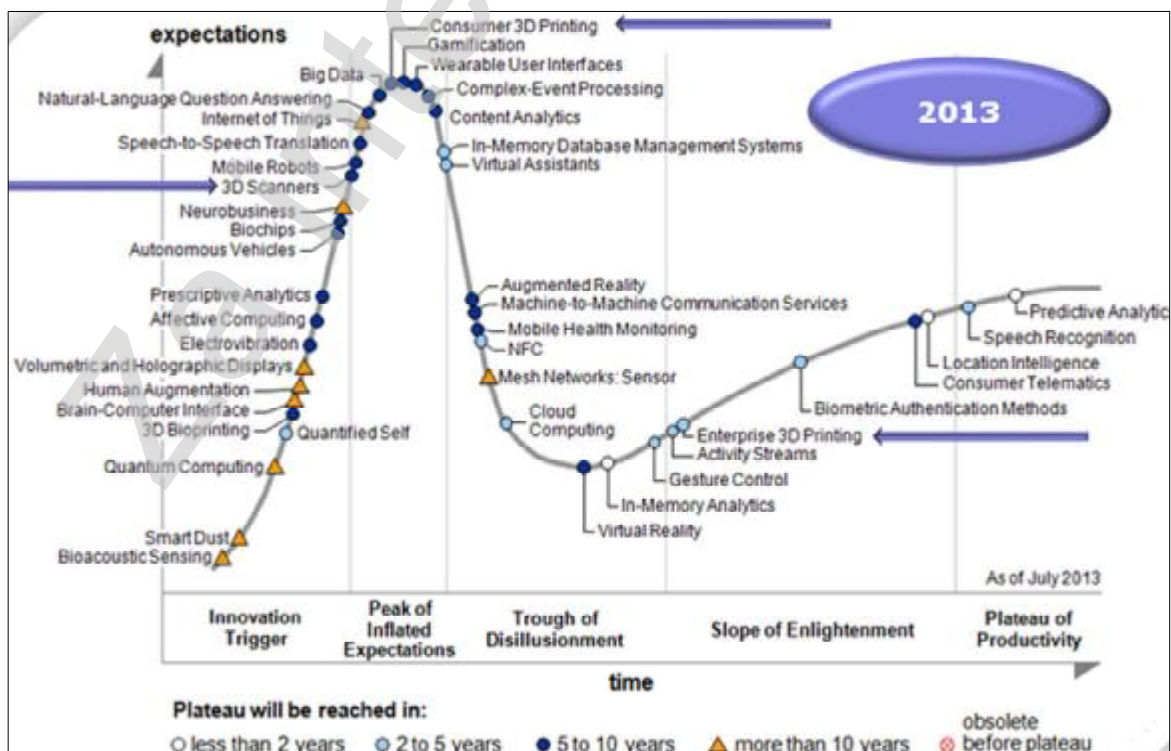 expectations
2013
Consumer 3D Printing
Gamification
Wearable User Interfaces
Big Data
Complex-Event Processing
Natural-Language Question Answering
Content Analytics
Internet of Things
Speech-to-Speech Translation
In-Memory Database Management Systems
Mobile Robots
Virtual Assistants
3D Scanners
Neurobusiness
Biochips
Autonomous Vehicles
Augmented Reality
Prescriptive Analytics
Machine-to-Machine Communication Services
Affective Computing
Mobile Health Monitoring
Electrovibration
NFC
Volumetric and Holographic Displays
Mesh Networks: Sensor
Human Augmentation
Brain-Computer Interface
3D Bioprinting
Quantified Self
Quantum Computing
Smart Dust
Bioacoustic Sensing
Cloud
Computing
Predictive Analytic
Speech Recognition
Location Intelligence
Consumer Telematics
Biometric Authentication Methods
Enterprise 3D Printing
Activity Streams
Gesture Control
In-Memory Analytics
Virtual Reality
As of July 2013
Innovation
Trigger
Peak of
Inflated
Expectations
Trough of
Disillusionment
Slope of Enlightenment
Plateau of
Productivity
time
Plateau will be reached in:
less than 2 years
2 to 5 years
5 to 10 years
more than 10 years
obsolete
before plateau